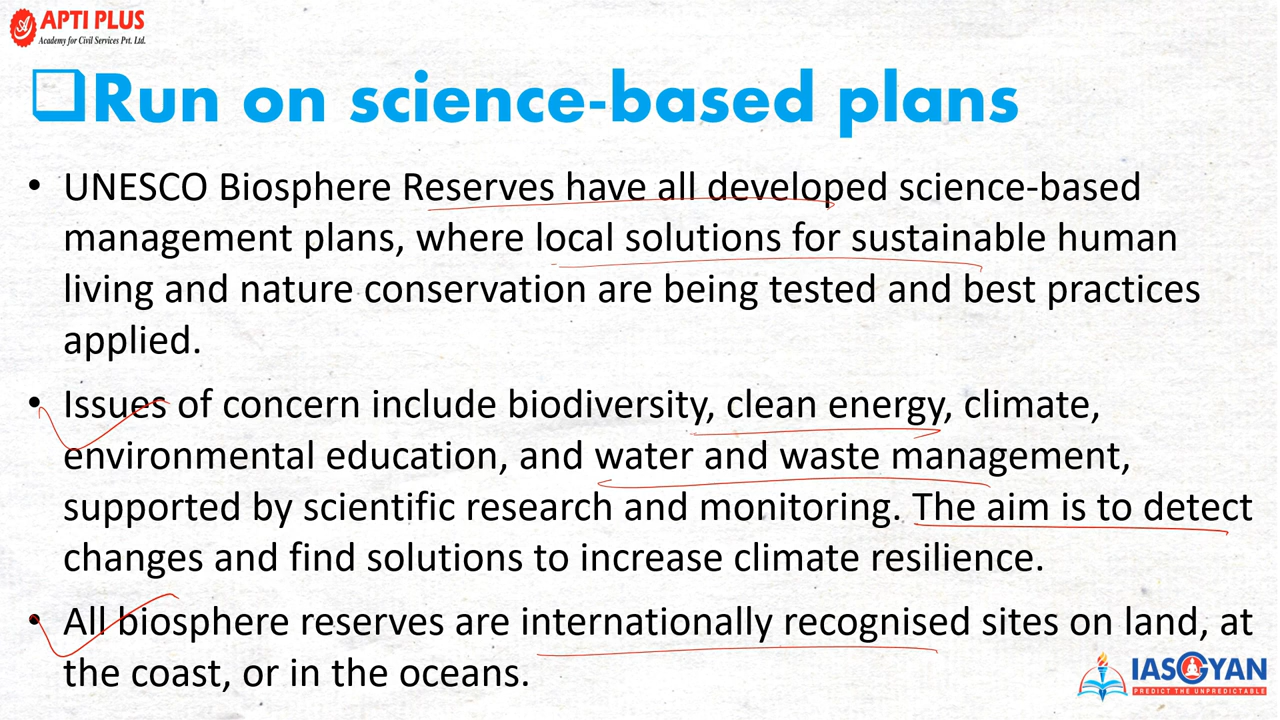 APTI PLUS
Academy for Civil Services Pvt. Ltd.
Run on science-based plans
• UNESCO Biosphere Reserves have all developed science-based
management plans, where local solutions for sustainable human
living and nature conservation are being tested and best practices
applied.
• Issues of concern include biodiversity, clean energy, climate,
environmental education, and water and waste management,
supported by scientific research and monitoring. The aim is to detect
changes and find solutions to increase climate resilience.
• All biosphere reserves are internationally recognised sites on land, at
the coast, or in the oceans.
IASGYAN
PREDICT THE UNPREDICTABLE